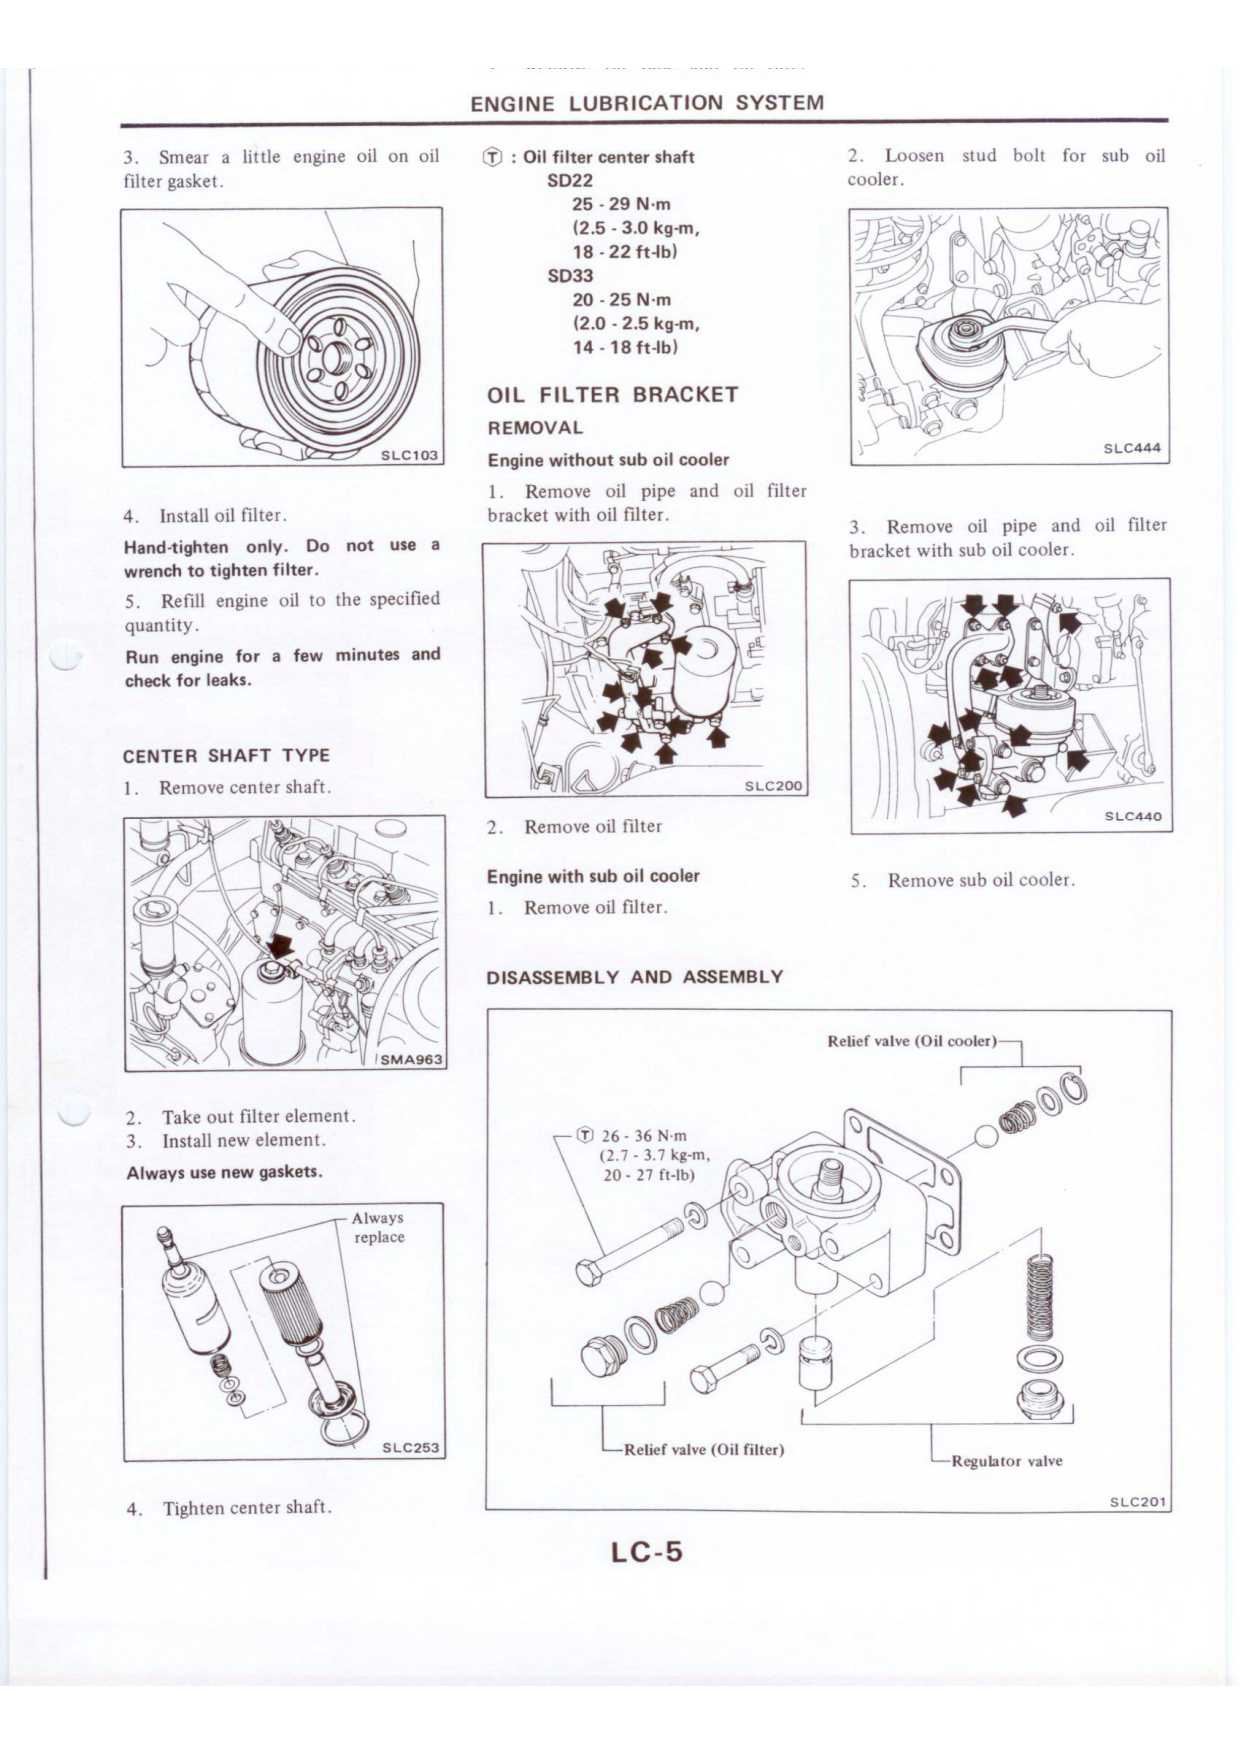 ENGINE LUBRICATION SYSTEM
3. Smear a little engine oil on oil
filter gasket.
SLC103
4. Install oil filter.
Hand-tighten only. Do not use a
wrench to tighten filter.
5. Refill engine oil to the specified
quantity.
Run engine for a few minutes and
check for leaks.
CENTER SHAFT TYPE
1. Remove center shaft.
SMA963
2. Take out filter element.
3. Install new element.
Always use new gaskets.
Always
replace
SLC253
4. Tighten center shaft.
Ⓣ : Oil filter center shaft
SD22
25 - 29 N·m
(2.5 - 3.0 kg-m,
18 - 22 ft-lb)
SD33
20 - 25 N·m
(2.0 - 2.5 kg-m,
14 - 18 ft-lb)
OIL FILTER BRACKET
REMOVAL
Engine without sub oil cooler
1. Remove oil pipe and oil filter
bracket with oil filter.
SLC200
2. Remove oil filter
Engine with sub oil cooler
1. Remove oil filter.
2. Loosen stud bolt for sub oil
cooler.
SLC444
3. Remove oil pipe and oil filter
bracket with sub oil cooler.
SLC440
5. Remove sub oil cooler.
DISASSEMBLY AND ASSEMBLY
Relief valve (Oil cooler)
Ⓣ 26 - 36 N·m
(2.7 - 3.7 kg-m,
20 - 27 ft-lb)
Relief valve (Oil filter)
Regulator valve
SLC201
LC-5